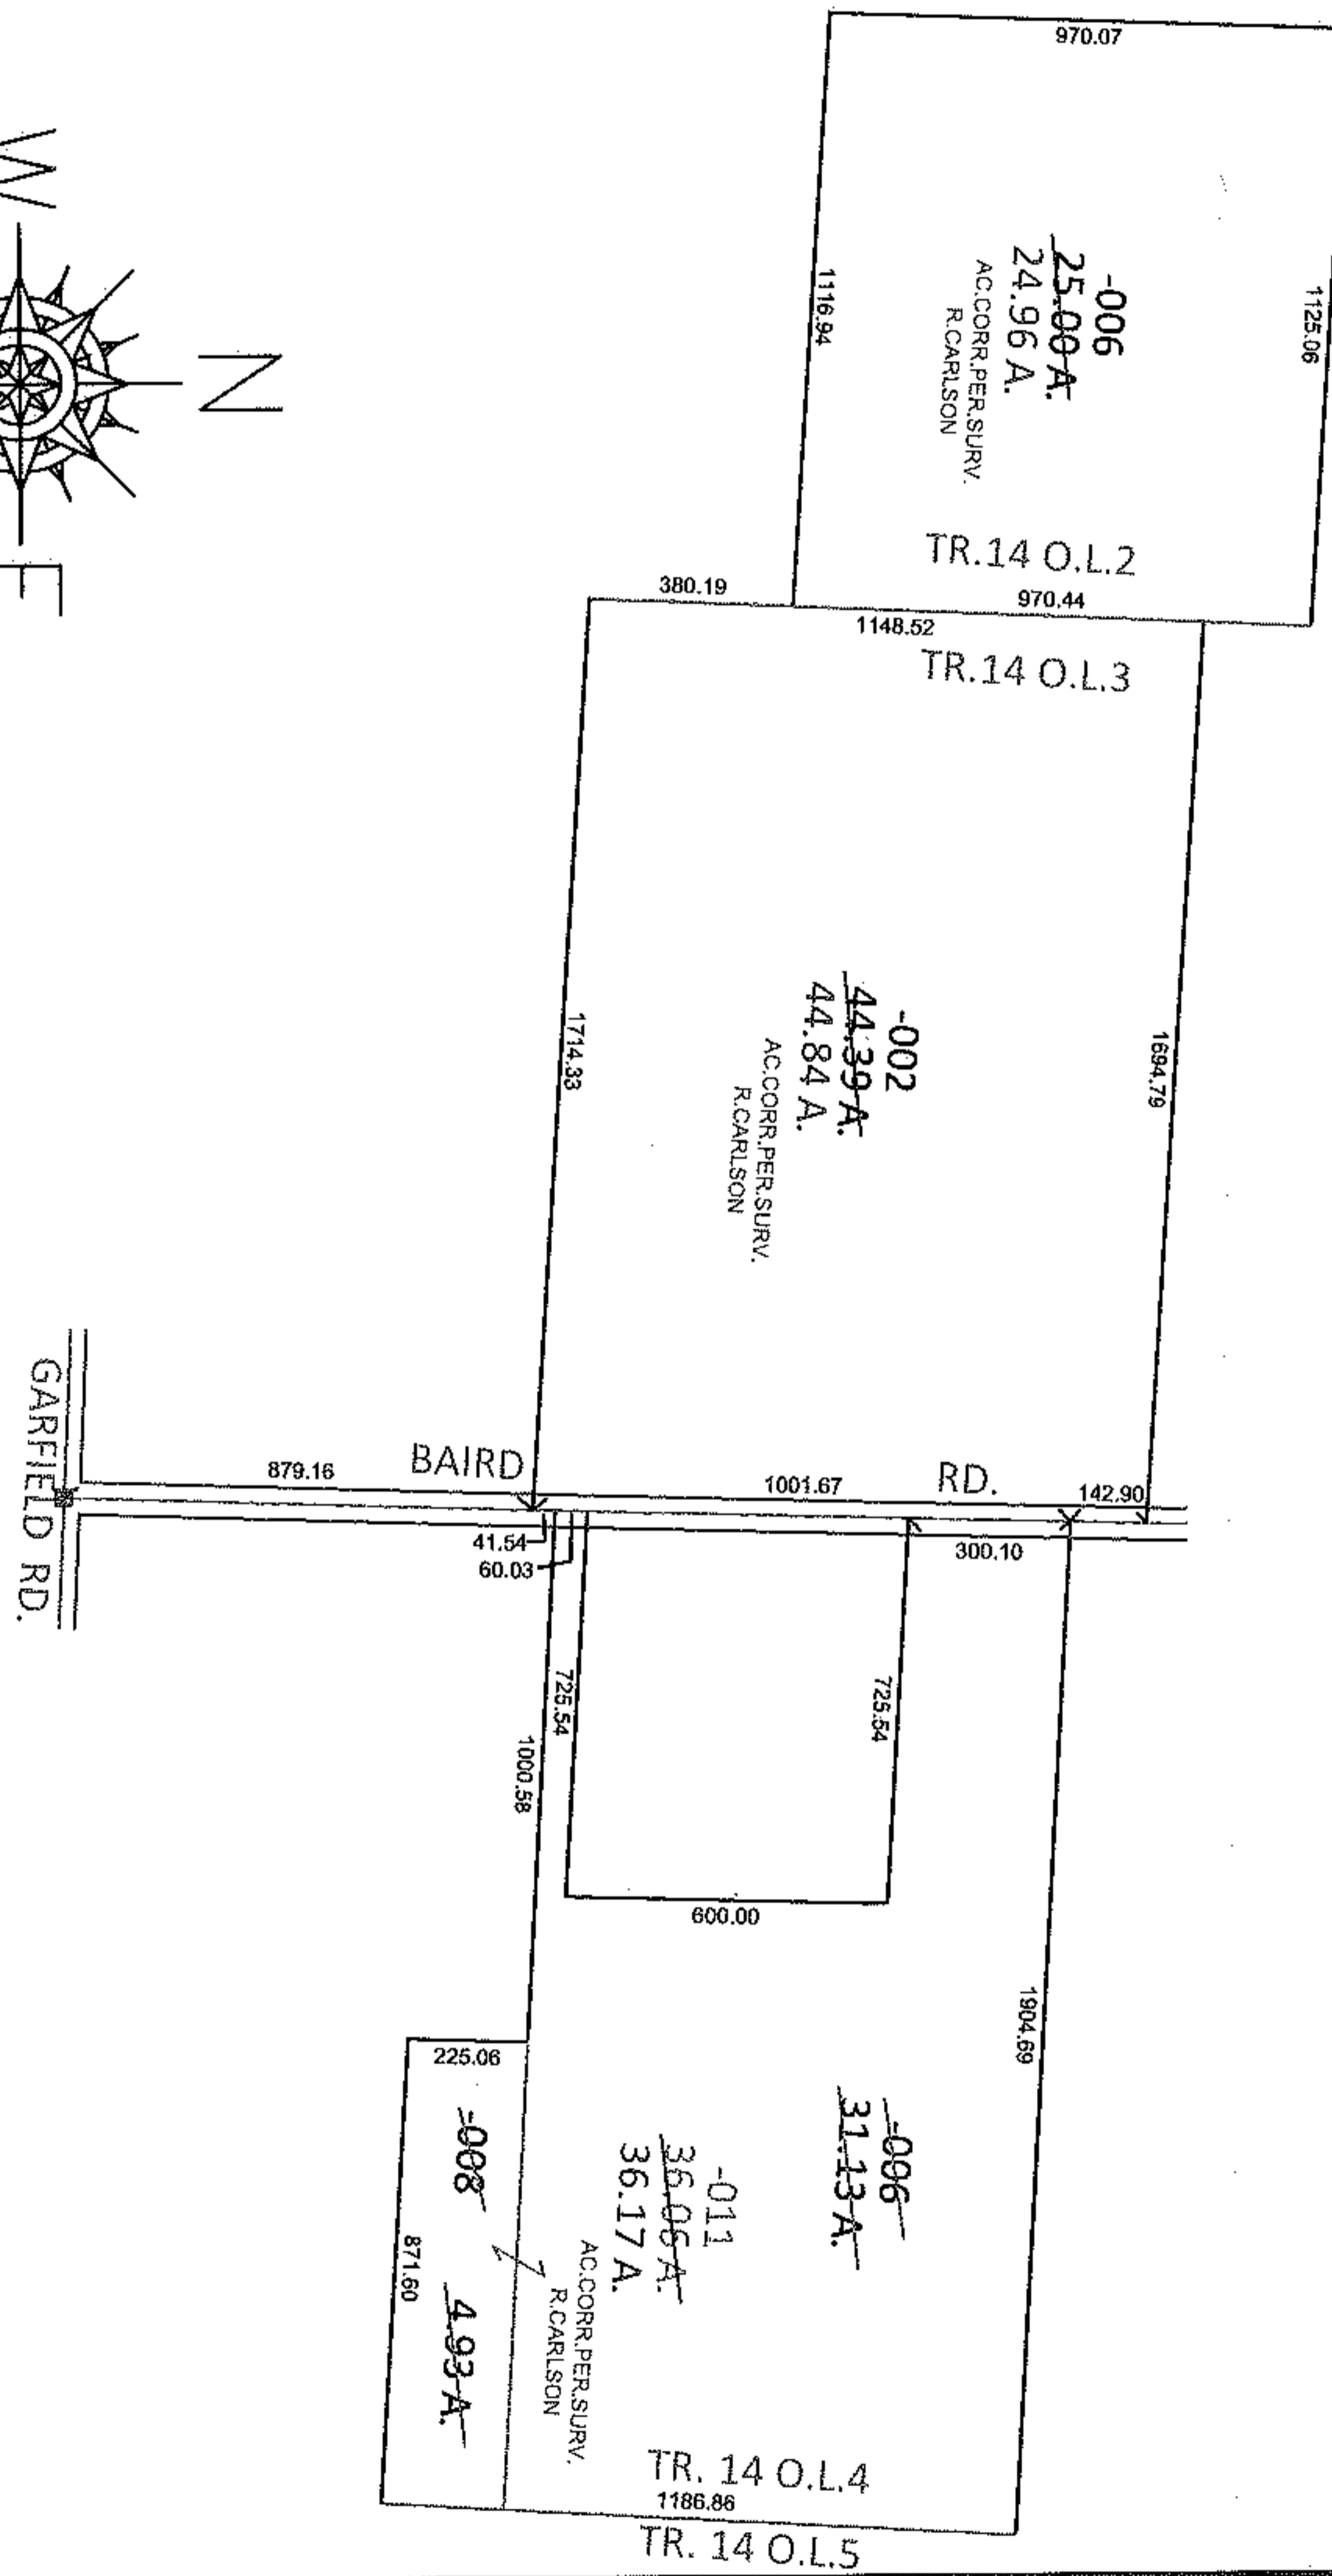 970.07
1125.06
-006
25.00 A.
24.96 A.
AC.CORR.PER.SURV.
R.CARLSON
1116.94
W
N
E
TR.14 O.L.2
380.19
970.44
1148.52
TR.14 O.L.3
1694.79
-002
44.39 A.
44.84 A.
AC.CORR.PER.SURV.
R.CARLSON
1714.33
GARFIELD RD.
879.16
BAIRD
1001.67
RD.
142.90
41.54
60.03
300.10
725.54
725.54
1000.58
600.00
1904.69
225.06
-008
4.93 A.
871.60
-006
31.13 A.
-011
36.06 A.
36.17 A.
AC.CORR.PER.SURV.
R.CARLSON
TR. 14 O.L.4
1186.86
TR. 14 O.L.5